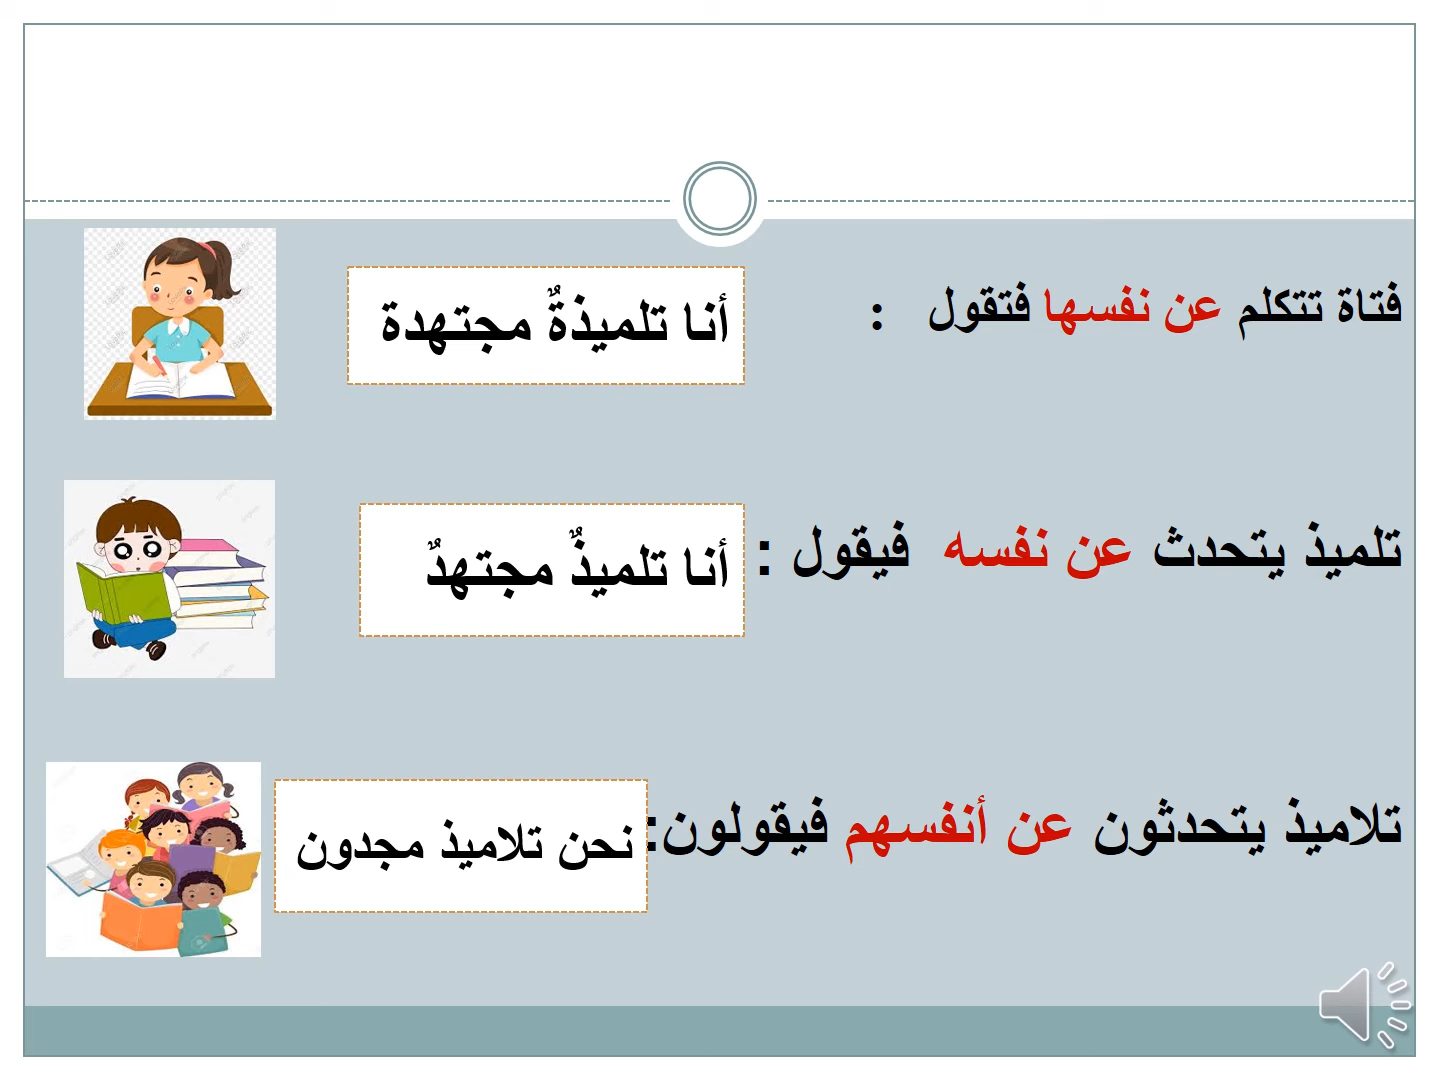 فتاة تتكلم عن نفسها فتقول :
أنا تلميذةٌ مجتهدة
تلميذ يتحدث عن نفسه فيقول :
أنا تلميذٌ مجتهدٌ
تلاميذ يتحدثون عن أنفسهم فيقولون:
نحن تلاميذ مجدون